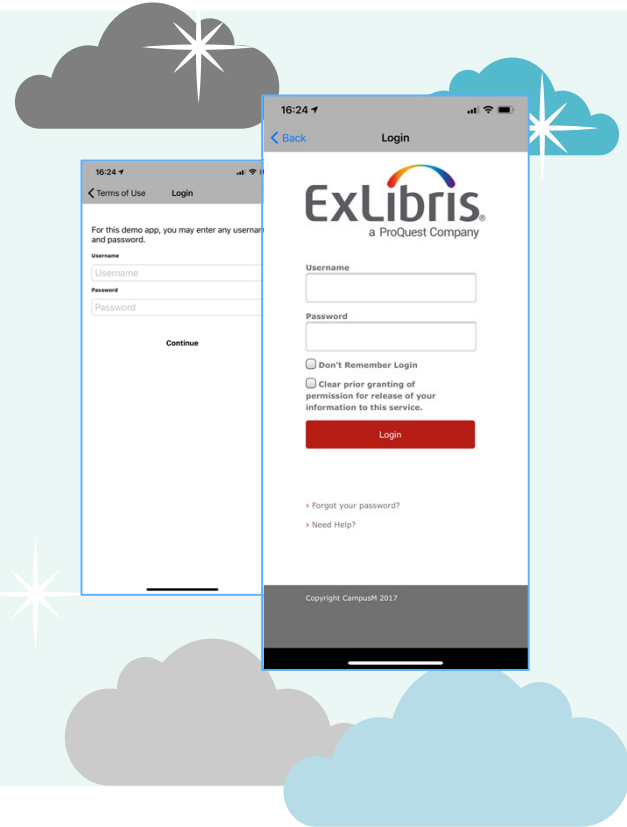 16:24
Terms of Use Login
For this demo app, you may enter any
and password.
Username
Username
Password
Password
Continue
16:24
Back Login
ExLibris®
a ProQuest Company
Username
Password
Don't Remember Login
Clear prior granting of
permission for release of your
information to this service.
Login
Forgot your password?
Need Help?
Copyright CampusM 2017